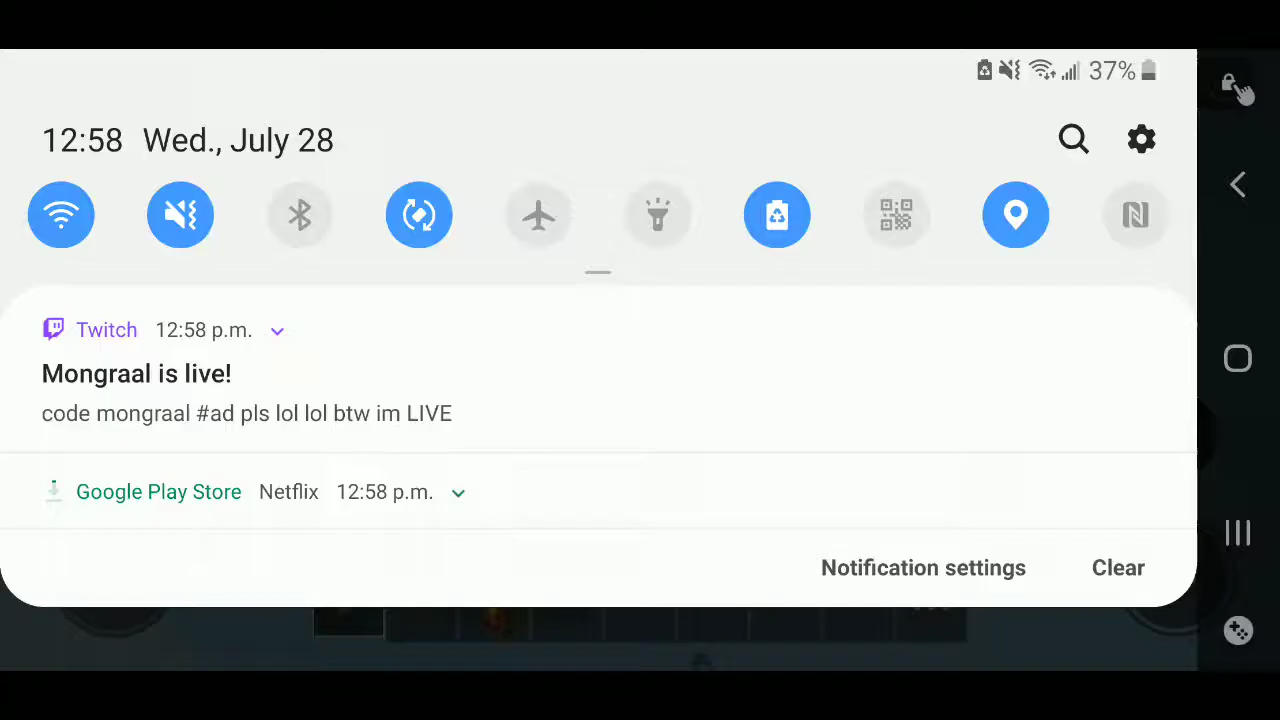 37%
12:58 Wed., July 28
Twitch 12:58 p.m.
Mongraal is live!
code mongraal #ad pls lol lol btw im LIVE
Google Play Store Netflix 12:58 p.m.
Notification settings Clear